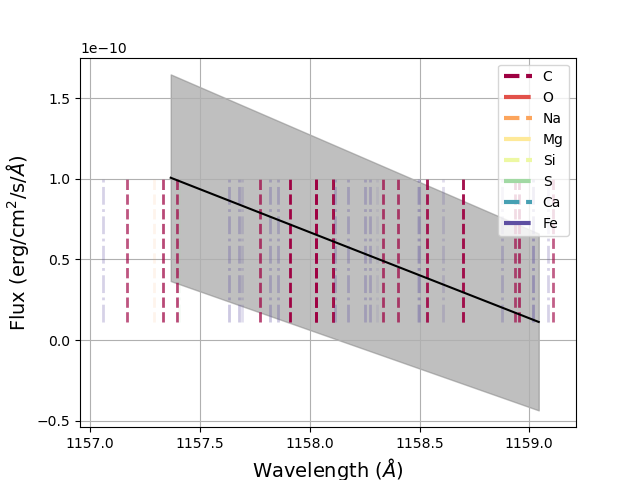 1e−10
1.5
1.0
0.5
0.0
−0.5
Flux (erg/cm²/s/Å)
1157.0 1157.5 1158.0 1158.5 1159.0
Wavelength (Å)
C
O
Na
Mg
Si
S
Ca
Fe